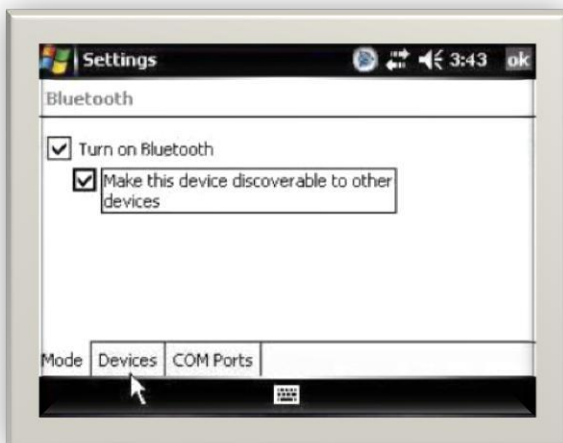 Settings 3:43 ok
Bluetooth
Turn on Bluetooth
Make this device discoverable to other
devices
Mode Devices COM Ports